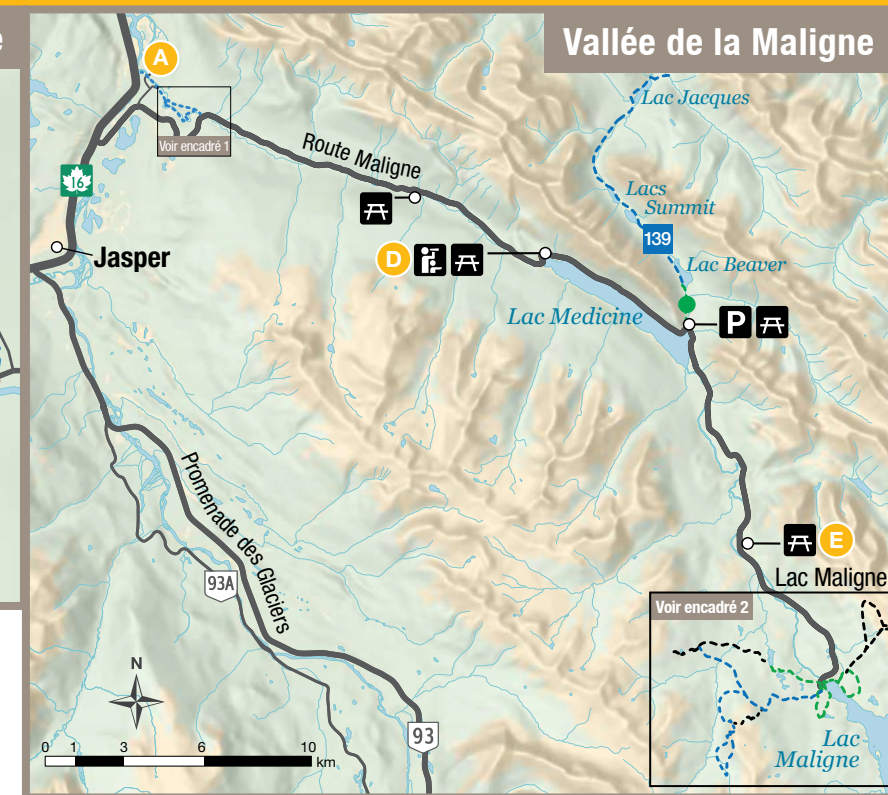 e
Vallée de la Maligne
A
Lac Jacques
Voir encadré 1
Route Maligne
16
Lacs
Summit
139
Jasper
D
Lac Beaver
Lac Medicine
P
Promenade des Glaciers
93A
E
Lac Maligne
Voir encadré 2
N
93
Lac
Maligne
0 1 3 6 10
km